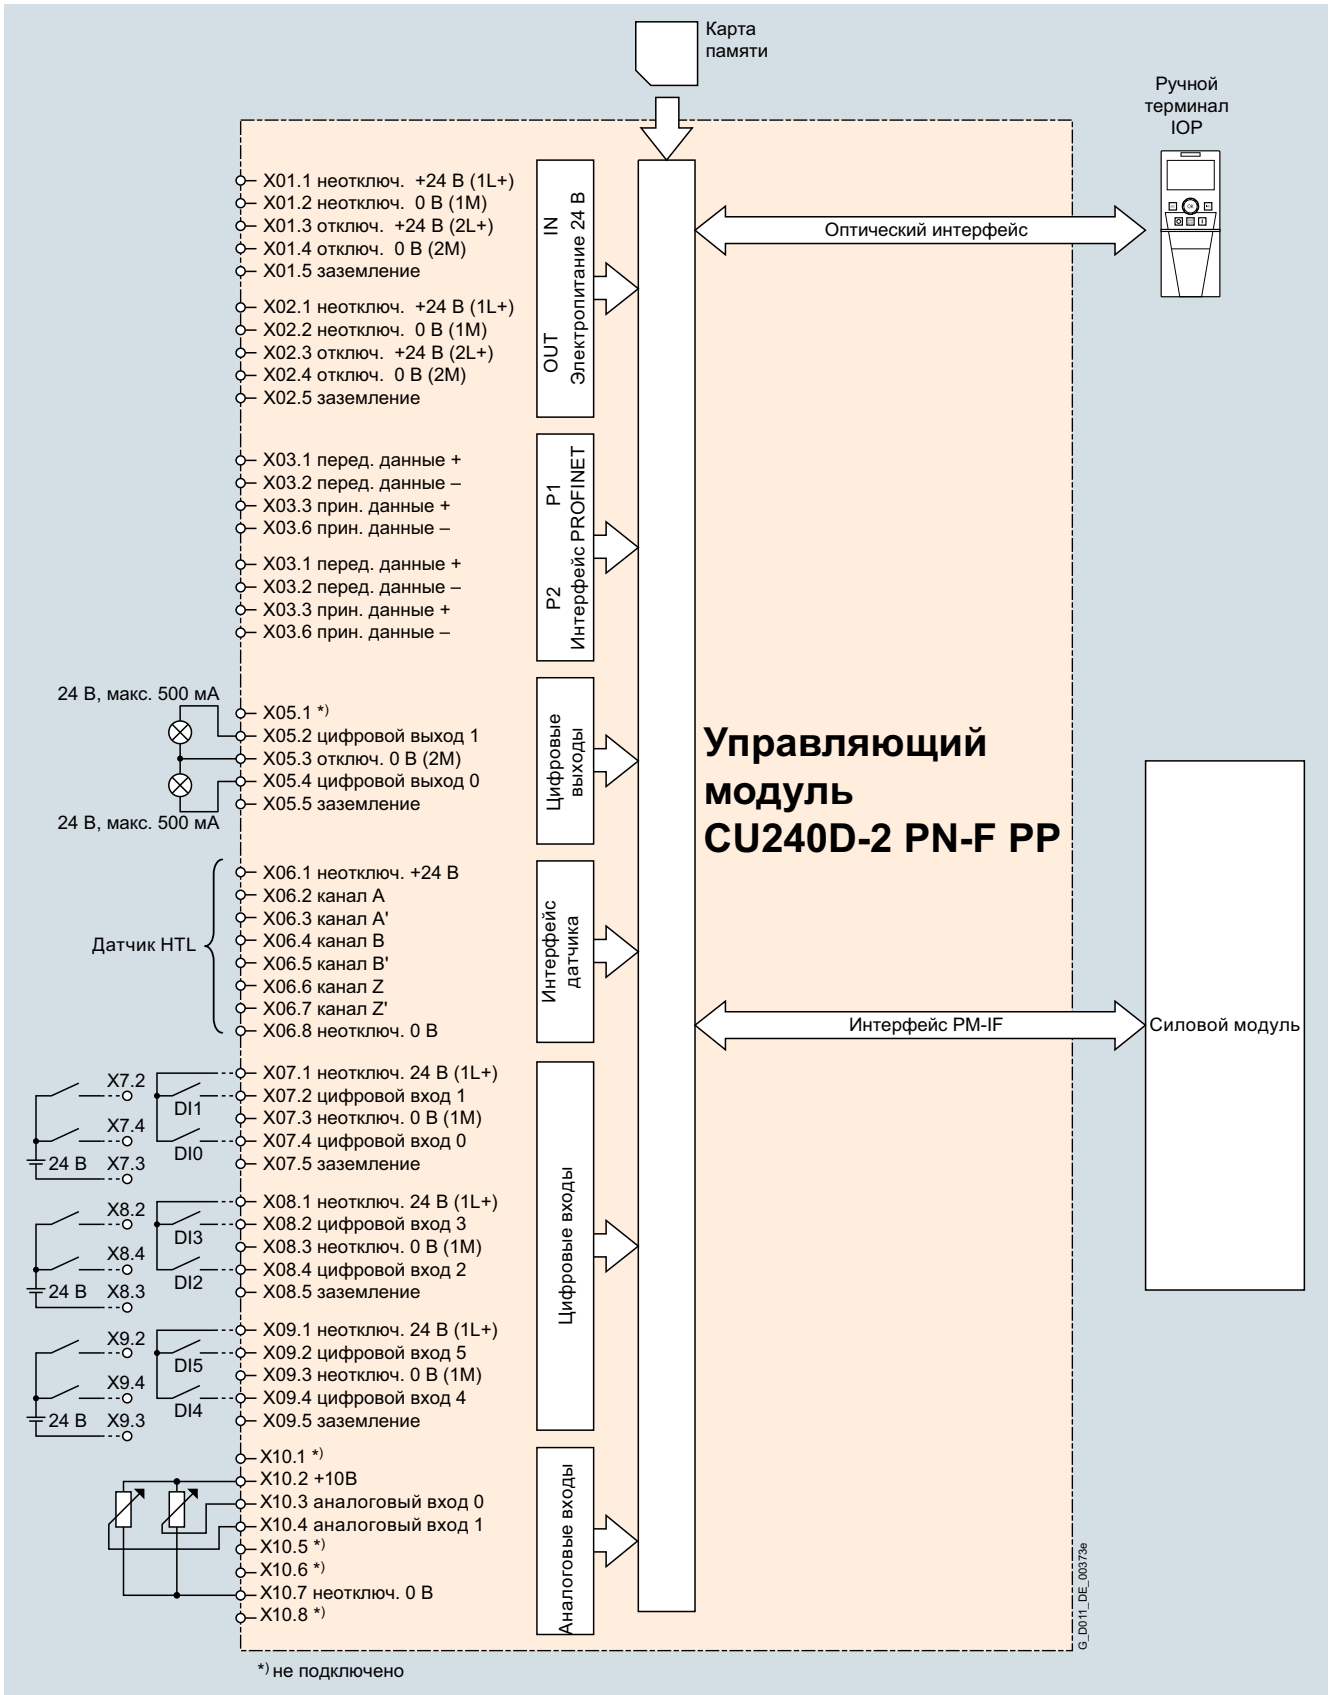 Карта
памяти
Ручной
терминал
IOP
X01.1 неотключ. +24 В (1L+)
X01.2 неотключ. 0 В (1M)
X01.3 отключ. +24 В (2L+)
X01.4 отключ. 0 В (2M)
X01.5 заземление
X02.1 неотключ. +24 В (1L+)
X02.2 неотключ. 0 В (1M)
X02.3 отключ. +24 В (2L+)
X02.4 отключ. 0 В (2M)
X02.5 заземление
IN
OUT
Электропитание 24 В
Оптический интерфейс
X03.1 перед. данные +
X03.2 перед. данные –
X03.3 прин. данные +
X03.6 прин. данные –
X03.1 перед. данные +
X03.2 перед. данные –
X03.3 прин. данные +
X03.6 прин. данные –
P1
P2
Интерфейс PROFINET
24 В, макс. 500 мА
24 В, макс. 500 мА
X05.1 *)
X05.2 цифровой выход 1
X05.3 отключ. 0 В (2M)
X05.4 цифровой выход 0
X05.5 заземление
Цифровые
выходы
Управляющий
модуль
CU240D-2 PN-F PP
Датчик HTL
X06.1 неотключ. +24 В
X06.2 канал A
X06.3 канал A'
X06.4 канал B
X06.5 канал B'
X06.6 канал Z
X06.7 канал Z'
X06.8 неотключ. 0 В
Интерфейс
датчика
Интерфейс PM-IF
Силовой модуль
X7.2
X7.4
24 В
X7.3
DI1
DI0
X07.1 неотключ. 24 В (1L+)
X07.2 цифровой вход 1
X07.3 неотключ. 0 В (1M)
X07.4 цифровой вход 0
X07.5 заземление
X8.2
X8.4
24 В
X8.3
DI3
DI2
X08.1 неотключ. 24 В (1L+)
X08.2 цифровой вход 3
X08.3 неотключ. 0 В (1M)
X08.4 цифровой вход 2
X08.5 заземление
X9.2
X9.4
24 В
X9.3
DI5
DI4
X09.1 неотключ. 24 В (1L+)
X09.2 цифровой вход 5
X09.3 неотключ. 0 В (1M)
X09.4 цифровой вход 4
X09.5 заземление
Цифровые входы
X10.1 *)
X10.2 +10В
X10.3 аналоговый вход 0
X10.4 аналоговый вход 1
X10.5 *)
X10.6 *)
X10.7 неотключ. 0 В
X10.8 *)
Аналоговые входы
G_D011_DE_00373e
*) не подключено